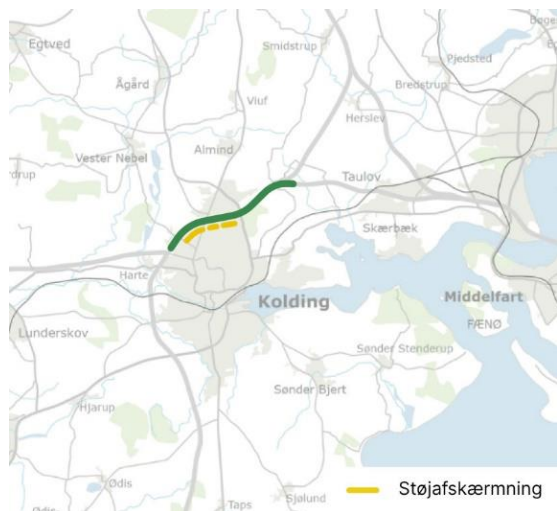 Egtved
Smidstrup
Pjedsted
Ågård
Bredstrup
Viuf
Herslev
Vester Nebel
Almind
Taulov
Skærbæk
Harte
Kolding
Middelfart
FÆNØ
Lunderskov
Sønder Stenderup
Sønder Bjert
Hjarup
Ødis
Ødis
Taps
Sjølund
Støjafskærmning